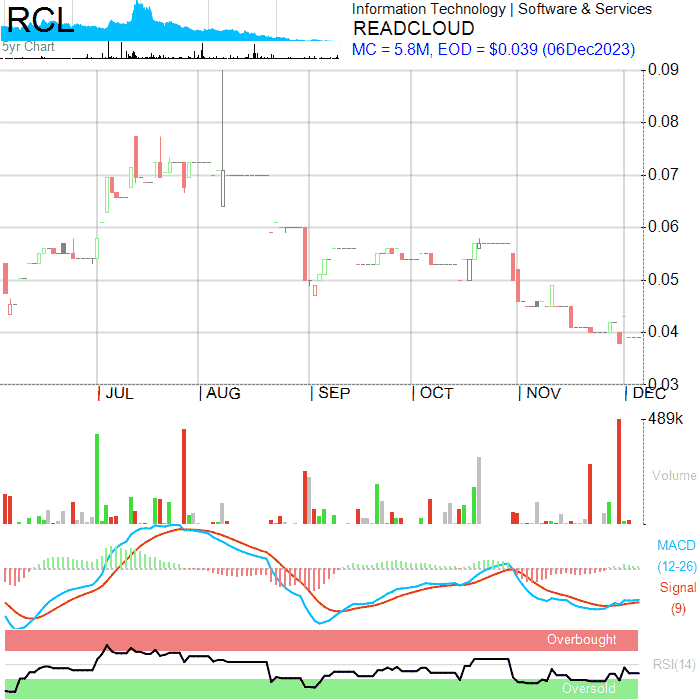 RCL
5yr Chart
Information Technology | Software & Services
READCLOUD
MC = 5.8M, EOD = $0.039 (06Dec2023)
0.09
0.08
0.07
0.06
0.05
0.04
0.03
JUL AUG SEP OCT NOV DEC
489k
Volume
MACD
(12-26)
Signal
(9)
Overbought
RSI(14)
Oversold